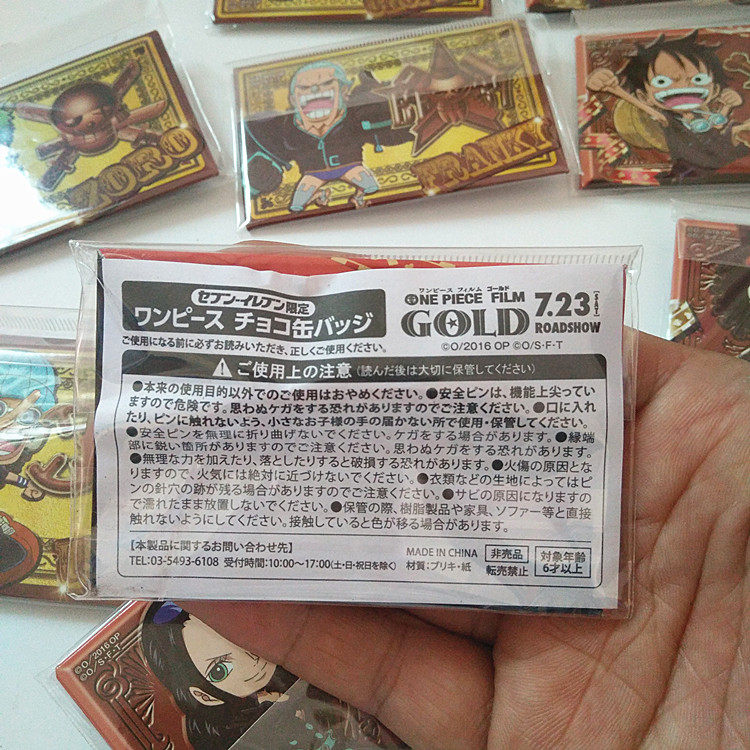 ZORO
FRANKY
セブン-イレブン限定
ワンピース チョコ缶バッジ
ご使用になる前に必ずお読みいただき、正しくご使用ください。
ワンピース フィルム ゴールド
ONE PIECE FILM
GOLD
7.23[SAT]
ROADSHOW
©O/2016 OP ©O/S·F·T
ご使用上の注意(読んだ後は大切に保管してください)
●本来の使用目的以外でのご使用はおやめください。●安全ピンは、機能上尖ってい
ますので危険です。思わぬケガをする恐れがありますのでご注意ください。●口に入れ
たり、ピンに触れないよう、小さなお子様の手の届かない所で使用・保管してください。
●安全ピンを無理に折り曲げないでください。ケガをする場合があります。●縁端
部に鋭い箇所がありますのでご注意ください。思わぬケガをする恐れがあります。
●無理な力を加えたり、落としたりすると破損する恐れがあります。●火傷の原因とな
りますので、火気には絶対に近づけないでください。●衣類などの生地によってはピ
ンの針穴の跡が残る場合がありますのでご注意ください。●サビの原因になりますの
で濡れたまま放置しないでください。●保管の際、樹脂製品や家具、ソファー等と直接
触れないようにしてください。接触していると色が移る場合があります。
【本製品に関するお問い合わせ先】
TEL:03-5493-6108 受付時間:10:00〜17:00(土・日・祝日を除く)
MADE IN CHINA
材質:ブリキ・紙
非売品
転売禁止
対象年齢
6才以上
©O/2016 OP
©O/S·F·T